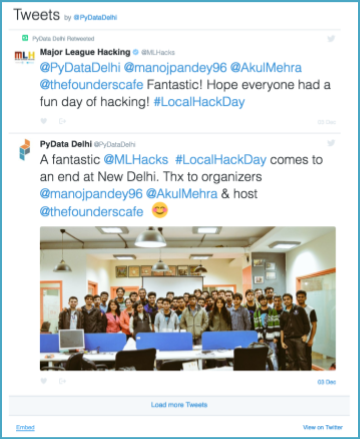 Tweets by @PyDataDelhi
PyData Delhi Retweeted
Major League Hacking @MLHacks
@PyDataDelhi @manojpandey96 @AkulMehra
@thefounderscafe Fantastic! Hope everyone had a
fun day of hacking! #LocalHackDay
03 Dec
PyData Delhi @PyDataDelhi
A fantastic @MLHacks #LocalHackDay comes to
an end at New Delhi. Thx to organizers
@manojpandey96 @AkulMehra & host
@thefounderscafe 😊
03 Dec
Load more Tweets
Embed
View on Twitter